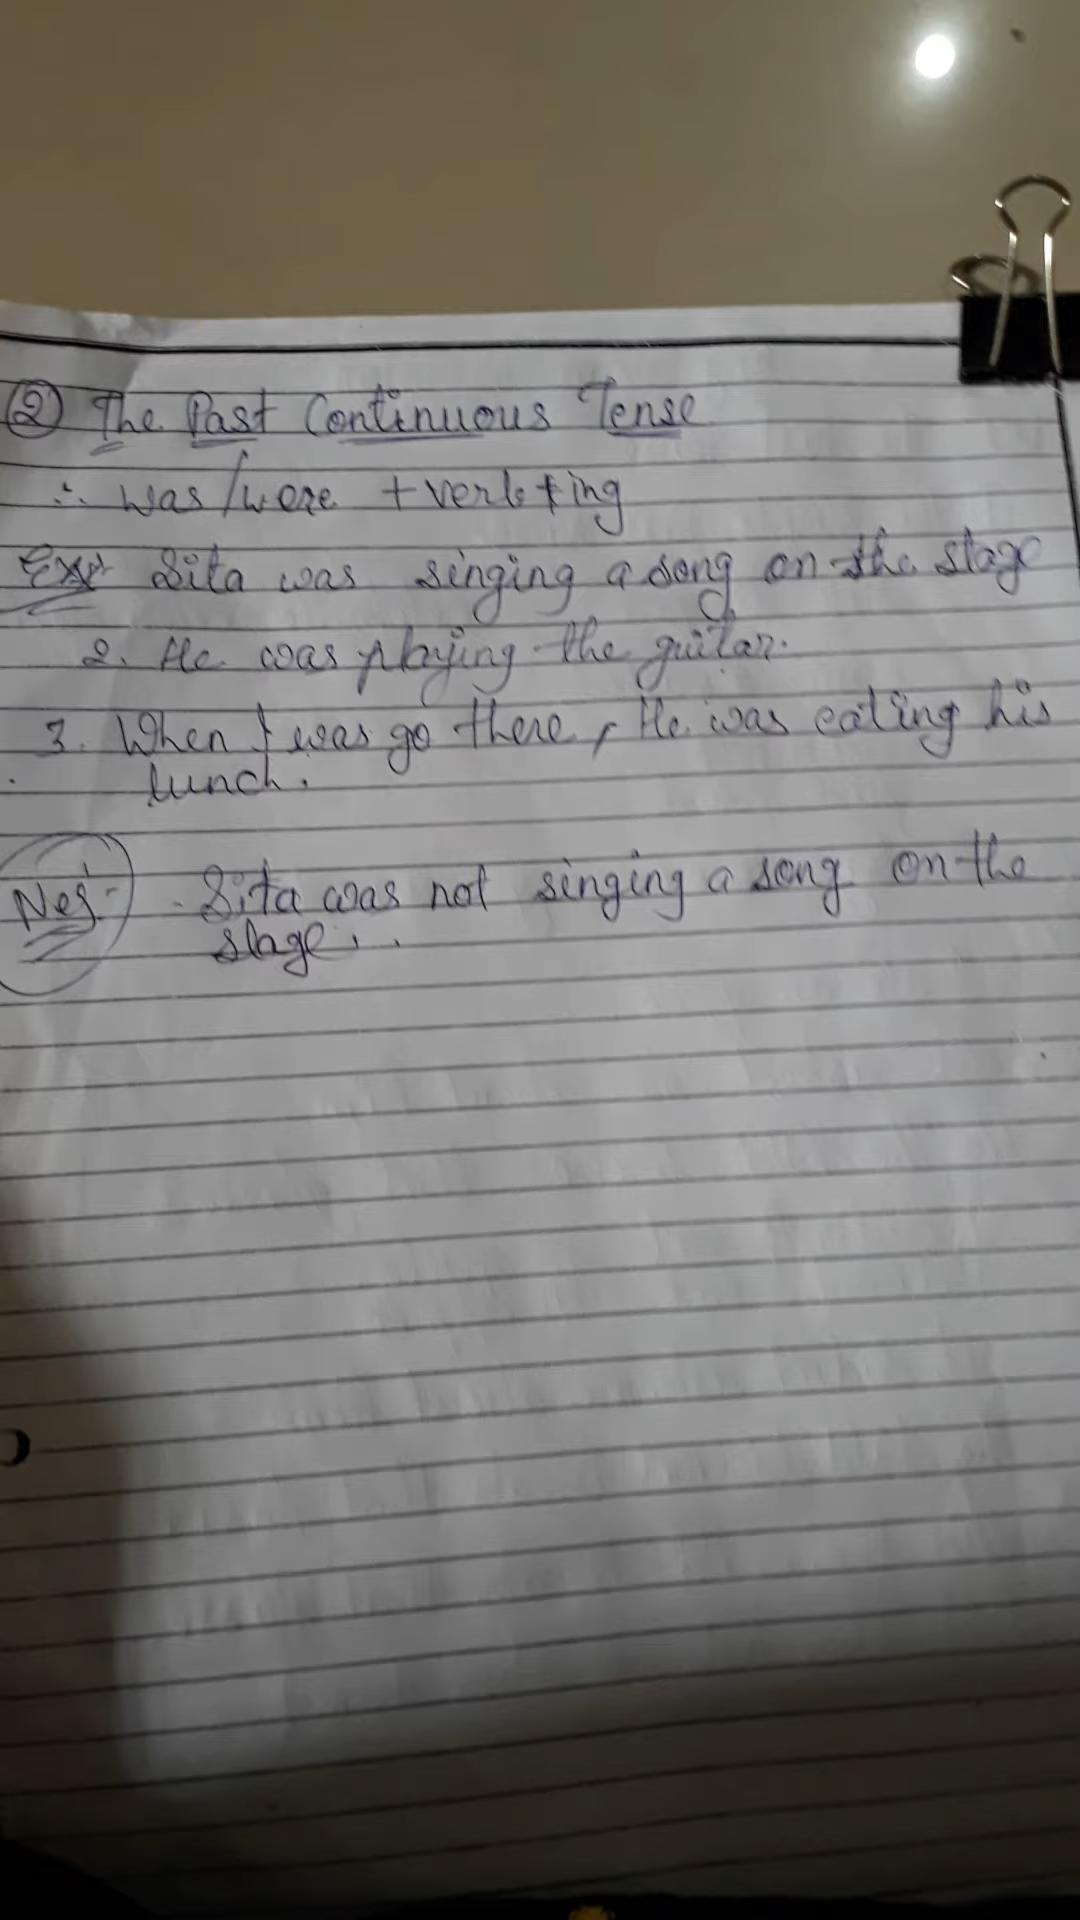 ② The Past Continuous Tense
∴ was/were + verb + ing
Ex:- Sita was singing a song on the stage
2. He was playing the guitar.
3. When I was go there, He was eating his
lunch.
Neg:- Sita was not singing a song on the
stage...